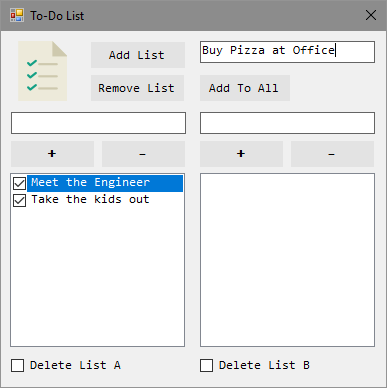 To-Do List
Add List
Buy Pizza at Office
Remove List
Add To All
+ - + -
Meet the Engineer
Take the kids out
Delete List A
Delete List B